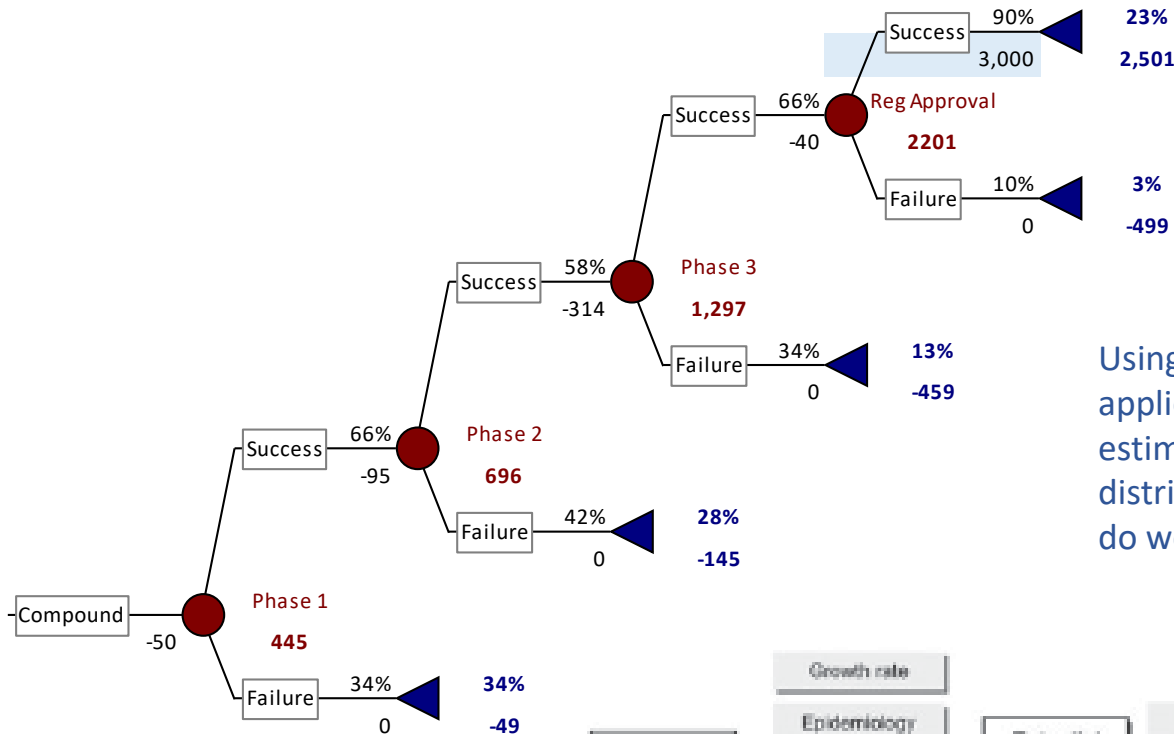 90%
23%
Success
3,000
2,501
66%
Reg Approval
Success
-40
2201
10%
3%
Failure
0
-499
58%
Phase 3
Success
-314
1,297
34%
13%
Failure
0
-459
Using
appli
estim
distri
do w
66%
Phase 2
Success
-95
696
42%
28%
Failure
0
-145
Phase 1
Compound
-50
445
Growth rate
34%
34%
Failure
0
-49
Epidemiology